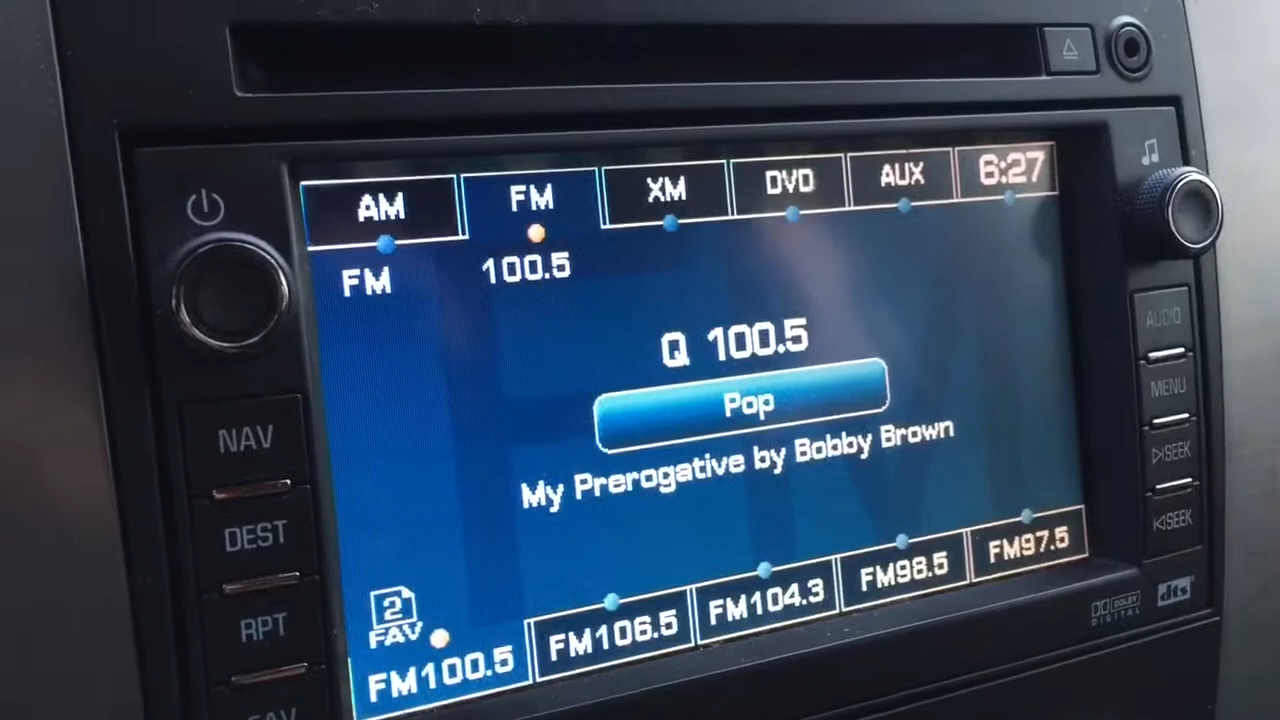 AM FM XM DVD AUX 6:27
FM 100.5
Q 100.5
Pop
My Prerogative by Bobby Brown
2
FAV
FM100.5 FM106.5 FM104.3 FM98.5 FM97.5
NAV
DEST
RPT
FAV
AUDIO
MENU
SEEK
SEEK
DOLBY
DIGITAL
dts